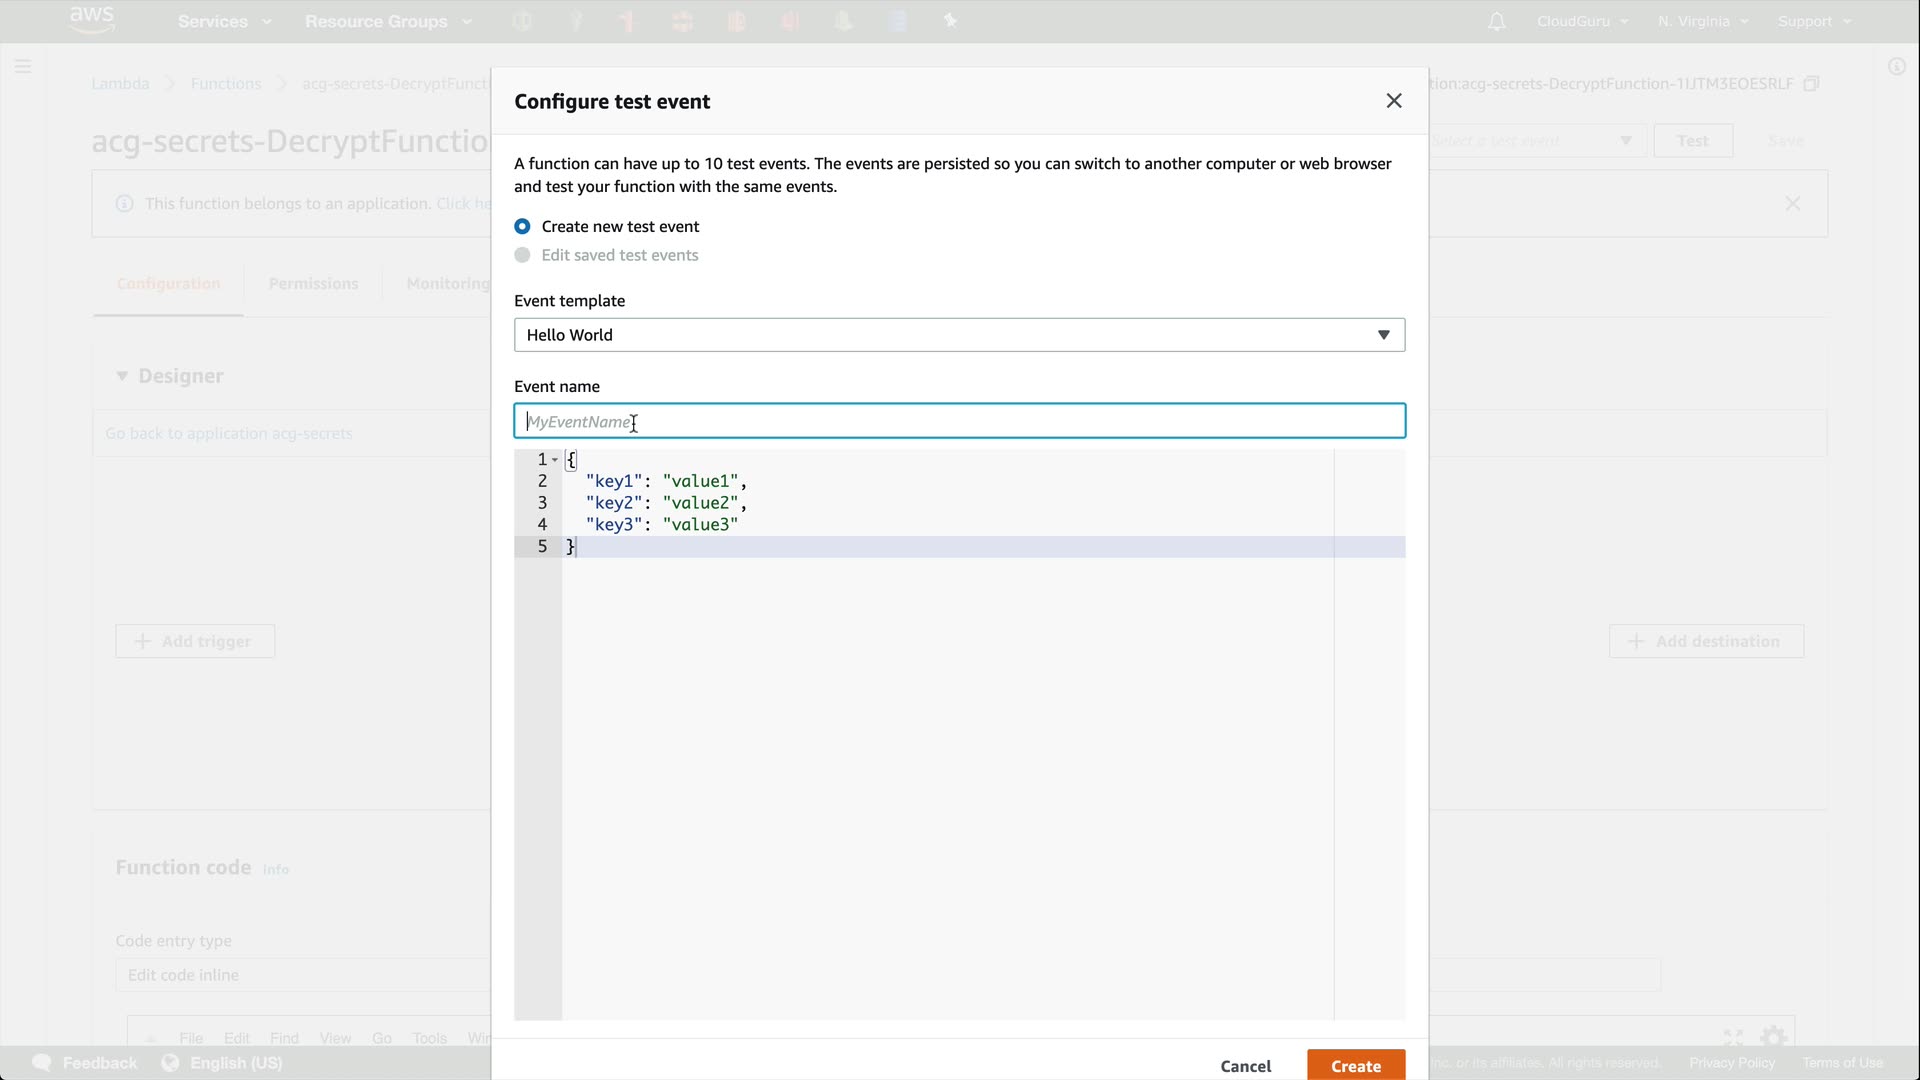 aws
Services
Resource Groups
CloudGuru
N. Virginia
Support
Lambda
Functions
acg-secrets-DecryptFuncti
tion:acg-secrets-DecryptFunction-11JTM3EOESRLF
acg-secrets-DecryptFunctio
Select a test event
Test
Save
This function belongs to an application. Click he
Configuration
Permissions
Monitoring
Designer
Go back to application acg-secrets
Add trigger
Add destination
Function code
Info
Code entry type
Edit code inline
File
Edit
Find
View
Go
Tools
Win
Configure test event
A function can have up to 10 test events. The events are persisted so you can switch to another computer or web browser
and test your function with the same events.
Create new test event
Edit saved test events
Event template
Hello World
Event name
MyEventName
1 {
2 "key1": "value1",
3 "key2": "value2",
4 "key3": "value3"
5 }
Cancel
Create
Feedback
English (US)
Inc. or its affiliates. All rights reserved.
Privacy Policy
Terms of Use